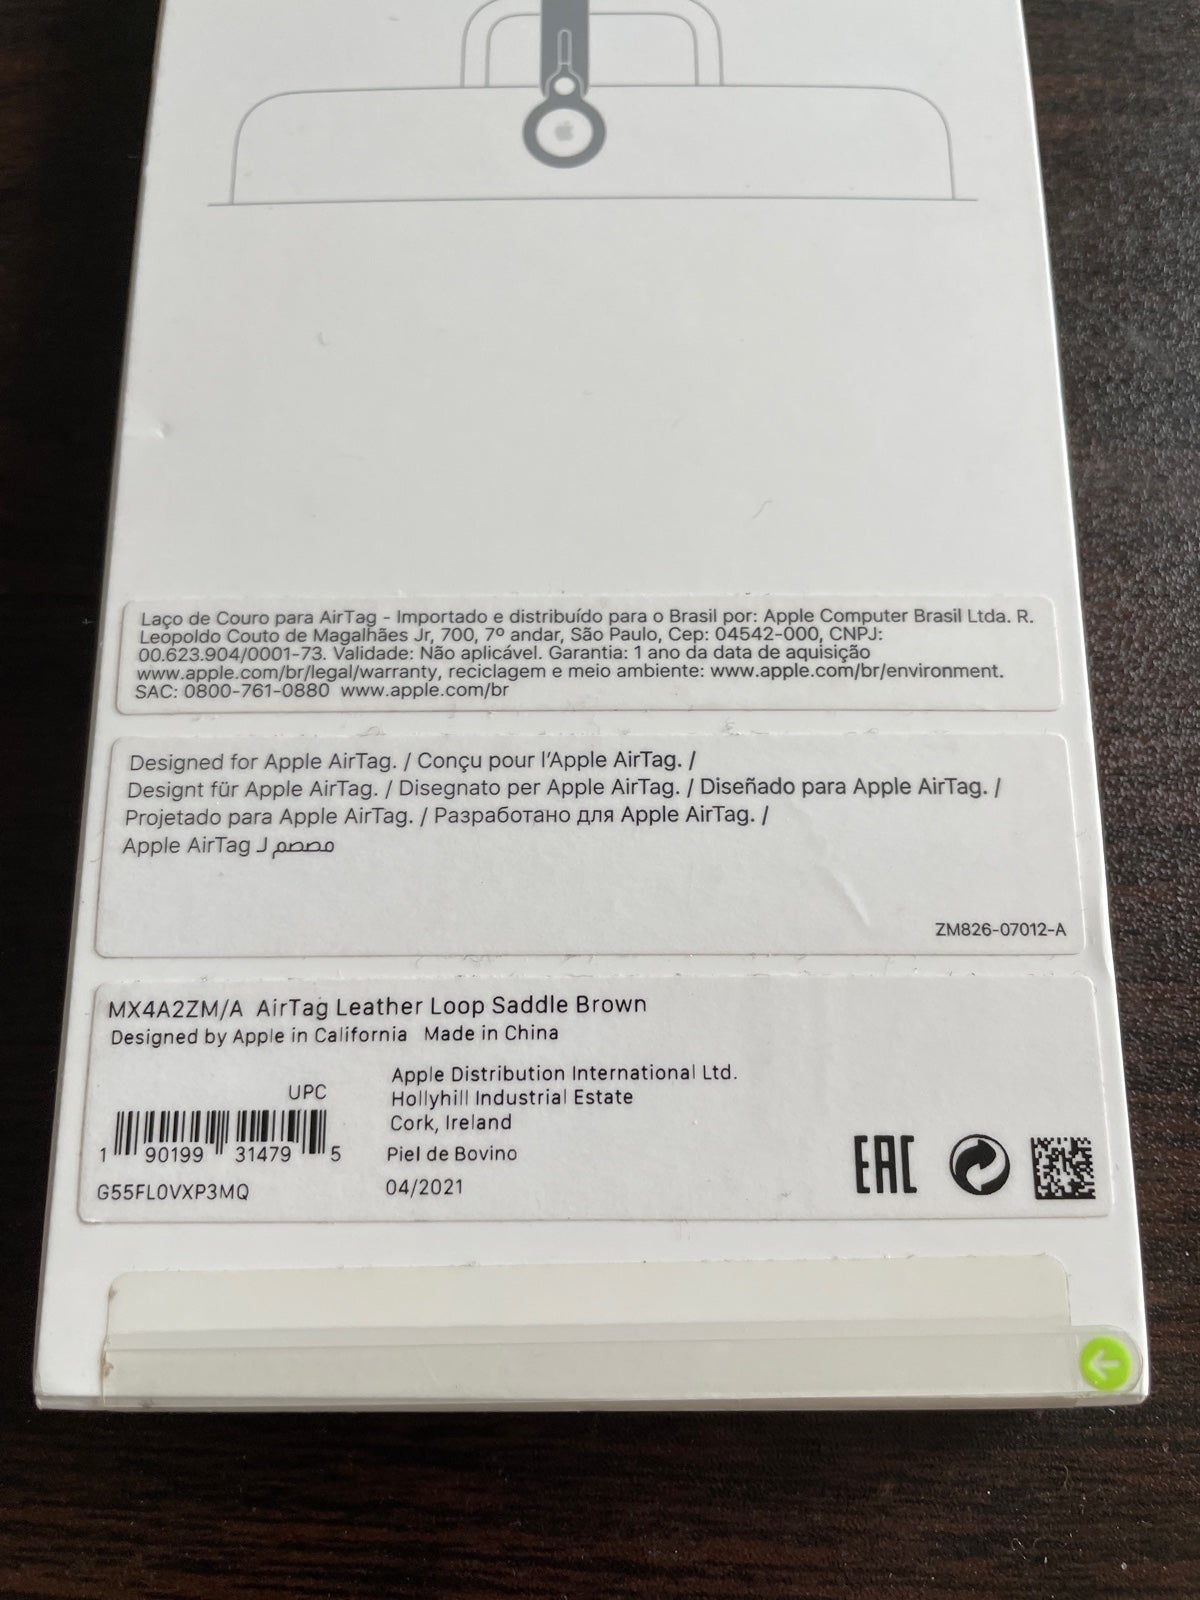 Laço de Couro para AirTag - Importado e distribuído para o Brasil por: Apple Computer Brasil Ltda. R.
Leopoldo Couto de Magalhães Jr, 700, 7º andar, São Paulo, Cep: 04542-000, CNPJ:
00.623.904/0001-73. Validade: Não aplicável. Garantia: 1 ano da data de aquisição
www.apple.com/br/legal/warranty, reciclagem e meio ambiente: www.apple.com/br/environment.
SAC: 0800-761-0880 www.apple.com/br
Designed for Apple AirTag. / Conçu pour l'Apple AirTag. /
Designt für Apple AirTag. / Disegnato per Apple AirTag. / Diseñado para Apple AirTag. /
Projetado para Apple AirTag. / Разработано для Apple AirTag. /
مصمم لـ Apple AirTag
ZM826-07012-A
MX4A2ZM/A AirTag Leather Loop Saddle Brown
Designed by Apple in California Made in China
Apple Distribution International Ltd.
Hollyhill Industrial Estate
Cork, Ireland
Piel de Bovino
04/2021
UPC
1 90199 31479 5
G55FL0VXP3MQ
EAC